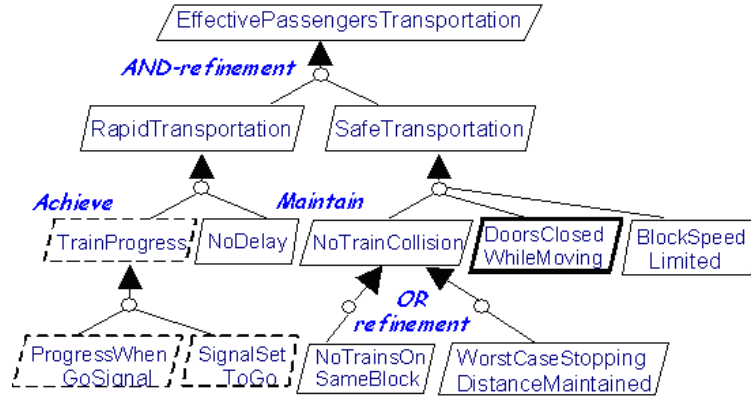 EffectivePassengersTransportation
AND-refinement
RapidTransportation
SafeTransportation
Achieve
Maintain
TrainProgress
NoDelay
NoTrainCollision
DoorsClosed
WhileMoving
BlockSpeed
Limited
OR
refinement
ProgressWhen
GoSignal
SignalSet
ToGo
NoTrainsOn
SameBlock
WorstCaseStopping
DistanceMaintained